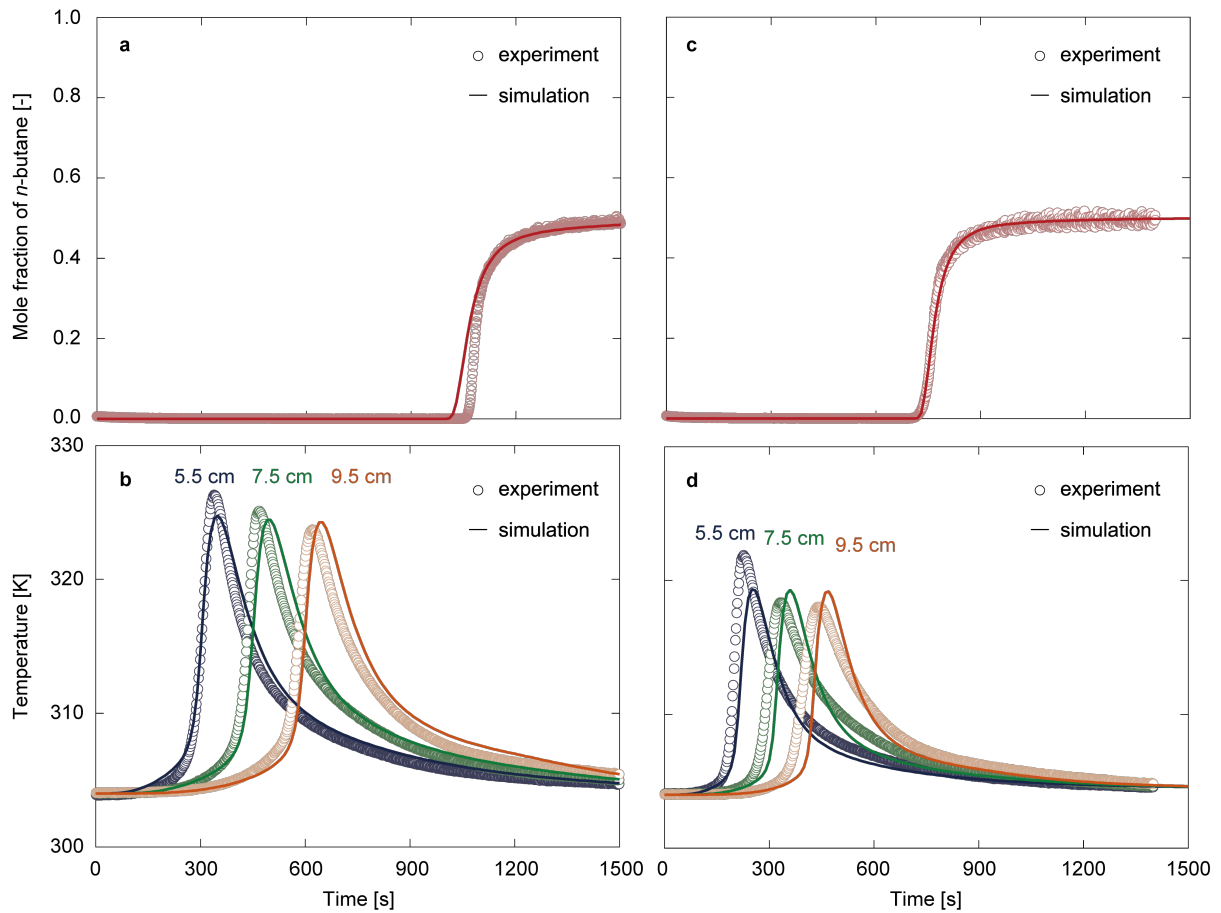 a
experiment
simulation
Mole fraction of n-butane [-]
1.0
0.8
0.6
0.4
0.2
0.0
c
experiment
simulation
b
5.5 cm 7.5 cm 9.5 cm
experiment
simulation
Temperature [K]
330
320
310
300
0 300 600 900 1200 1500
Time [s]
d
5.5 cm 7.5 cm 9.5 cm
experiment
simulation
0 300 600 900 1200 1500
Time [s]